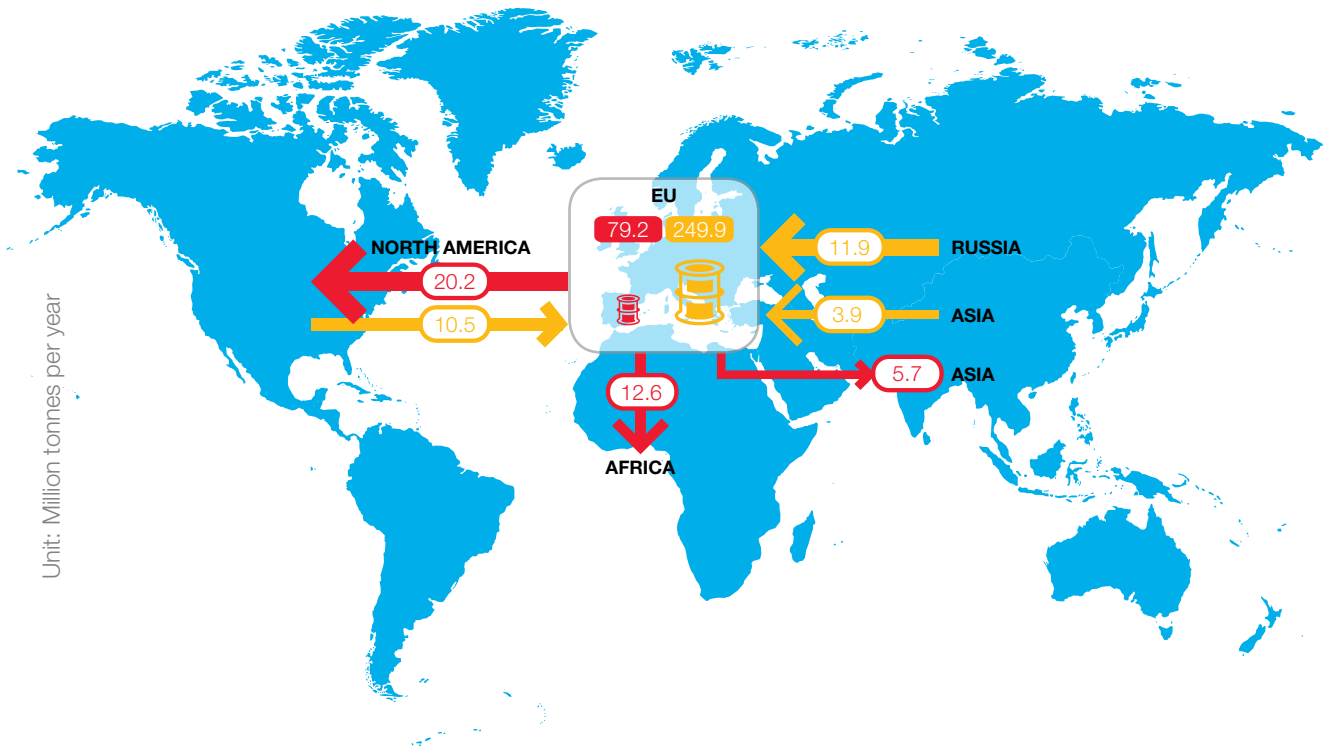 EU
79.2 249.9
NORTH AMERICA
20.2
10.5
11.9 RUSSIA
3.9 ASIA
5.7 ASIA
12.6
AFRICA
Unit: Million tonnes per year